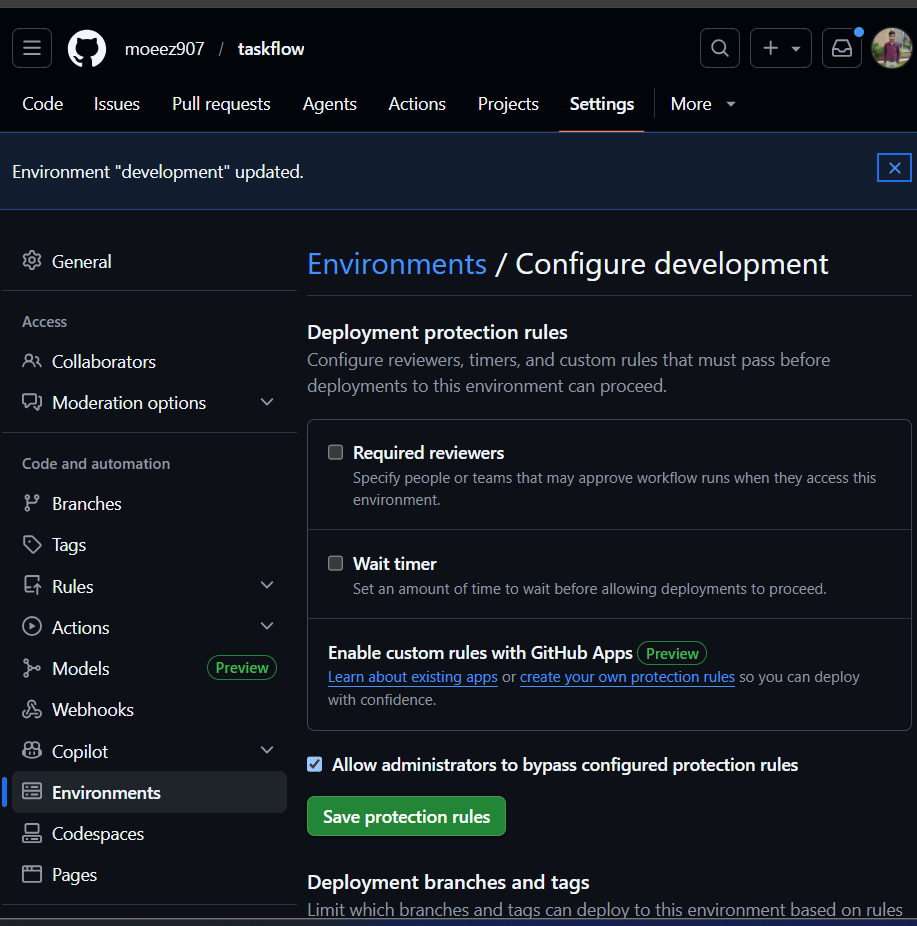 moeez907 / taskflow
Code Issues Pull requests Agents Actions Projects Settings More
Environment "development" updated.
General
Access
Collaborators
Moderation options
Code and automation
Branches
Tags
Rules
Actions
Models Preview
Webhooks
Copilot
Environments
Codespaces
Pages
Environments / Configure development
Deployment protection rules
Configure reviewers, timers, and custom rules that must pass before
deployments to this environment can proceed.
Required reviewers
Specify people or teams that may approve workflow runs when they access this
environment.
Wait timer
Set an amount of time to wait before allowing deployments to proceed.
Enable custom rules with GitHub Apps Preview
Learn about existing apps or create your own protection rules so you can deploy
with confidence.
Allow administrators to bypass configured protection rules
Save protection rules
Deployment branches and tags
Limit which branches and tags can deploy to this environment based on rules